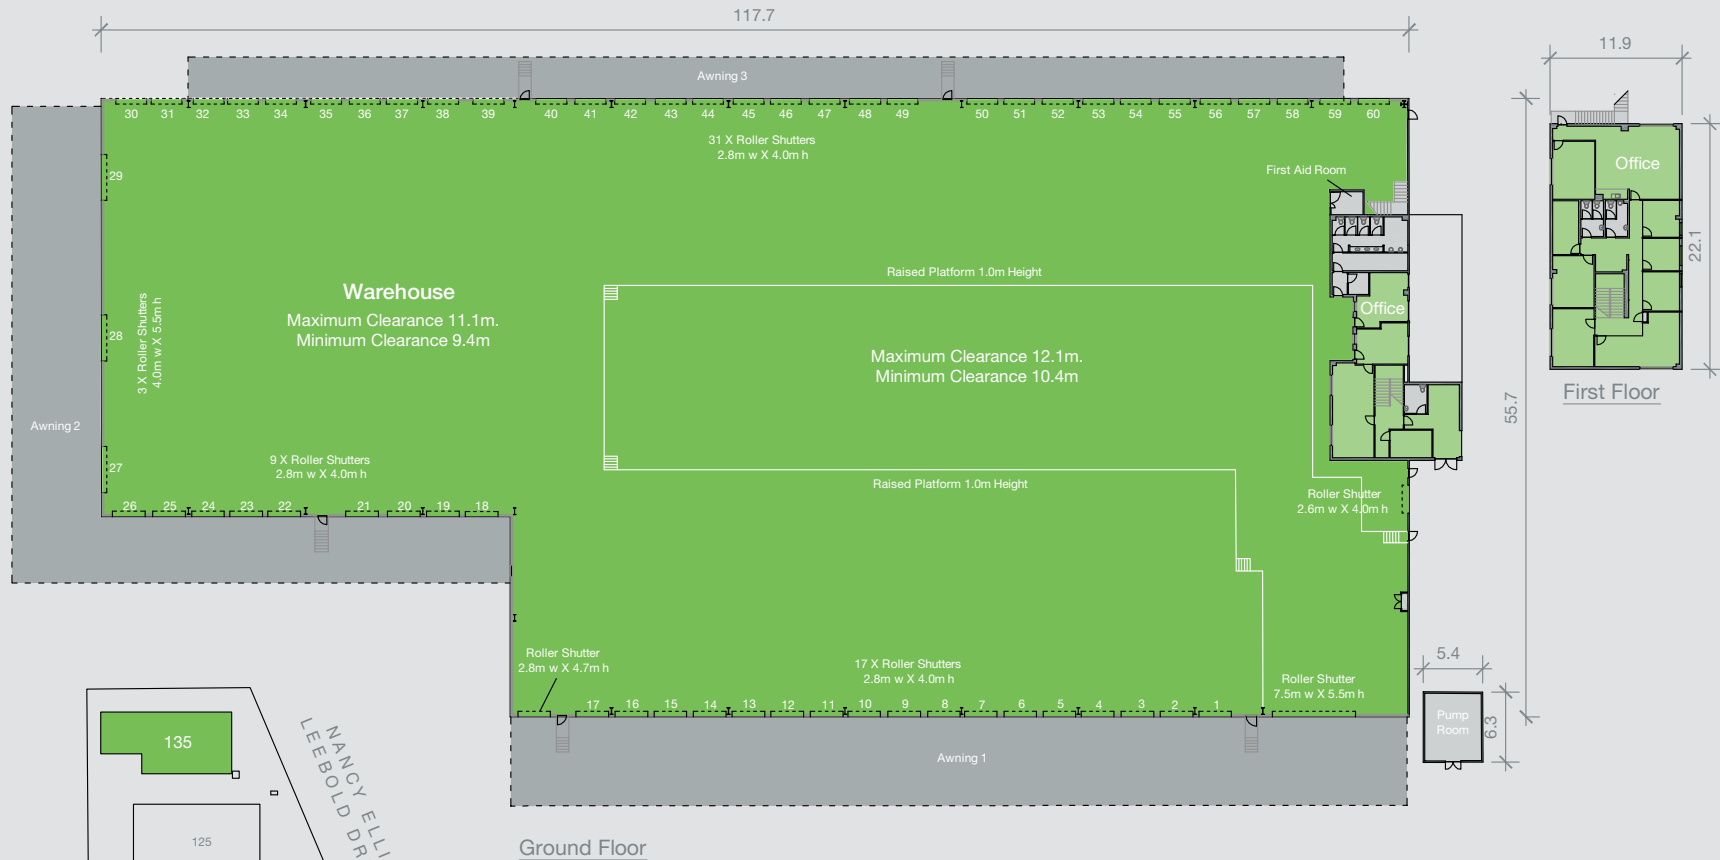 117.7
11.9
Awning 3
30 31 32 33 34 35 36 37 38 39 40 41 42 43 44 45 46 47 48 49 50 51 52 53 54 55 56 57 58 59 60
31 X Roller Shutters
2.8m w X 4.0m h
First Aid Room
Office
29
22.1
Raised Platform 1.0m Height
Warehouse
Maximum Clearance 11.1m.
Minimum Clearance 9.4m
Office
3 X Roller Shutters
4.0m w X 5.5m h
28
Maximum Clearance 12.1m.
Minimum Clearance 10.4m
First Floor
55.7
Awning 2
9 X Roller Shutters
2.8m w X 4.0m h
27
Raised Platform 1.0m Height
Roller Shutter
2.6m w X 4.0m h
26 25 24 23 22 21 20 19 18
Roller Shutter
2.8m w X 4.7m h
17 X Roller Shutters
2.8m w X 4.0m h
Roller Shutter
7.5m w X 5.5m h
5.4
17 16 15 14 13 12 11 10 9 8 7 6 5 4 3 2 1
Pump
Room
6.3
Awning 1
135
NANCY ELLI
LEEBOLD DR
125
Ground Floor